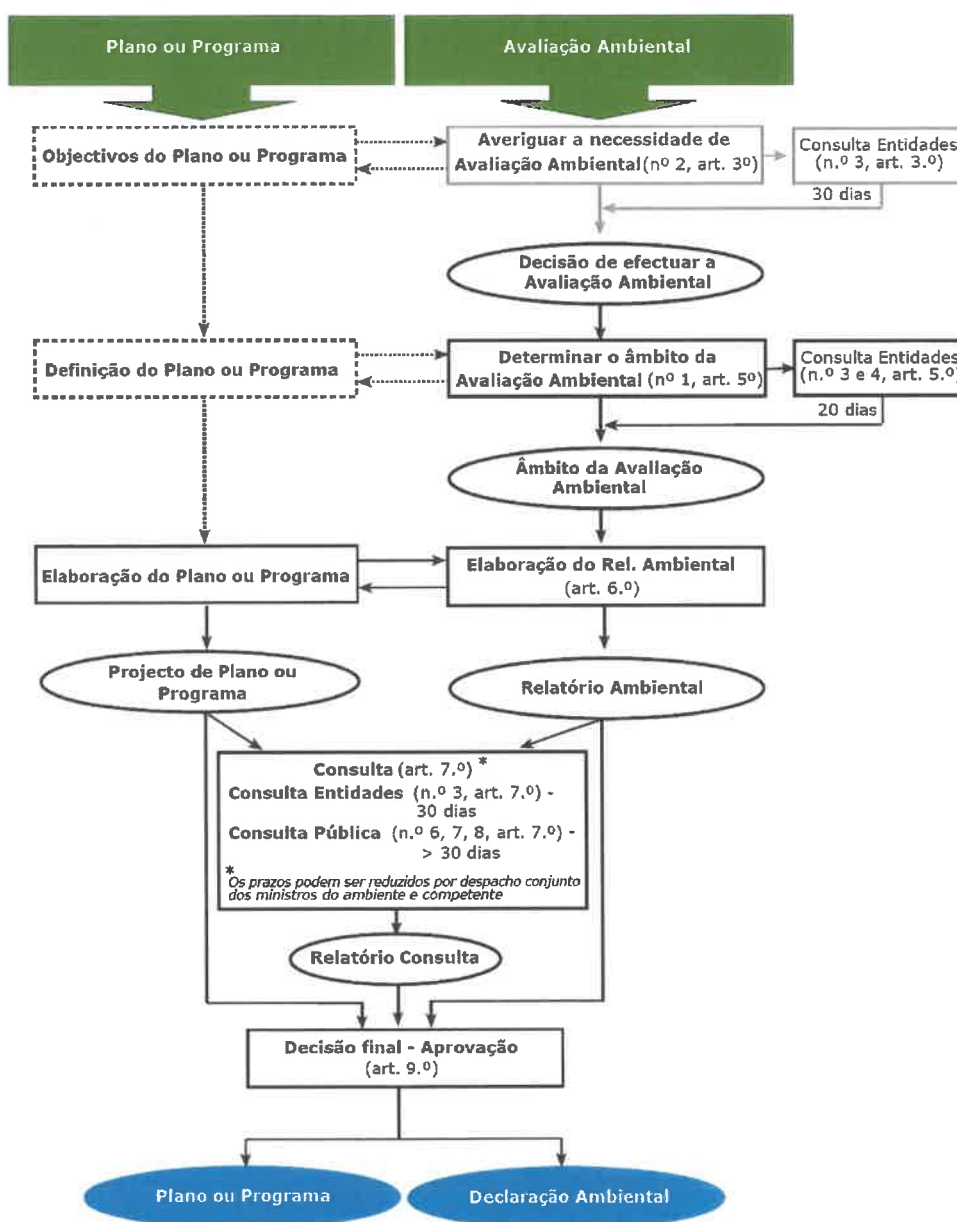 Plano ou Programa
Avaliação Ambiental
Objectivos do Plano ou Programa
Averiguar a necessidade de
Avaliação Ambiental (nº 2, art. 3º)
Consulta Entidades
(n.º 3, art. 3.º)
30 dias
Decisão de efectuar a
Avaliação Ambiental
Definição do Plano ou Programa
Determinar o âmbito da
Avaliação Ambiental (nº 1, art. 5º)
Consulta Entidades
(n.º 3 e 4, art. 5.º)
20 dias
Âmbito da Avaliação
Ambiental
Elaboração do Plano ou Programa
Elaboração do Rel. Ambiental
(art. 6.º)
Projecto de Plano ou
Programa
Relatório Ambiental
Consulta (art. 7.º) *
Consulta Entidades (n.º 3, art. 7.º) -
30 dias
Consulta Pública (n.º 6, 7, 8, art. 7.º) -
> 30 dias
*
Os prazos podem ser reduzidos por despacho conjunto
dos ministros do ambiente e competente
Relatório Consulta
Decisão final - Aprovação
(art. 9.º)
Plano ou Programa
Declaração Ambiental